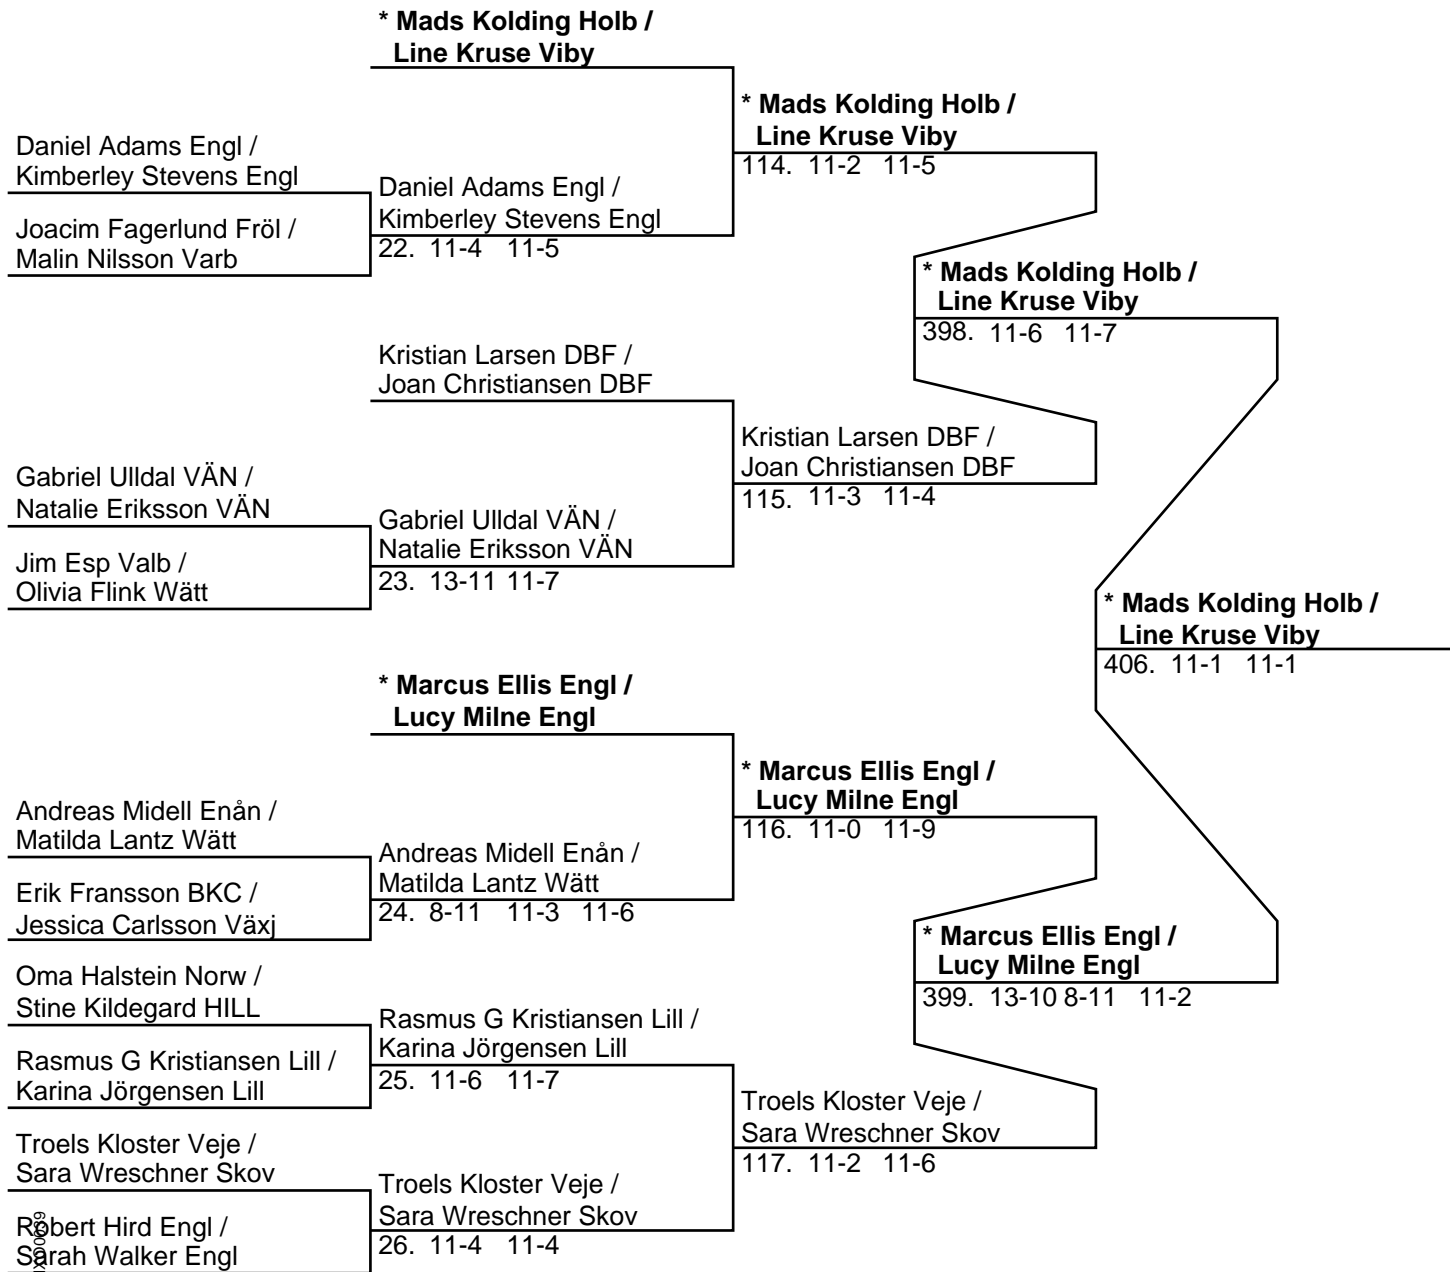 * Mads Kolding Holb /
Line Kruse Viby
* Mads Kolding Holb /
Line Kruse Viby
114. 11-2 11-5
Daniel Adams Engl /
Kimberley Stevens Engl
Daniel Adams Engl /
Kimberley Stevens Engl
22. 11-4 11-5
Joacim Fagerlund Fröl /
Malin Nilsson Varb
* Mads Kolding Holb /
Line Kruse Viby
398. 11-6 11-7
Kristian Larsen DBF /
Joan Christiansen DBF
Kristian Larsen DBF /
Joan Christiansen DBF
115. 11-3 11-4
Gabriel Ulldal VÄN /
Natalie Eriksson VÄN
Gabriel Ulldal VÄN /
Natalie Eriksson VÄN
23. 13-11 11-7
Jim Esp Valb /
Olivia Flink Wätt
* Mads Kolding Holb /
Line Kruse Viby
406. 11-1 11-1
* Marcus Ellis Engl /
Lucy Milne Engl
* Marcus Ellis Engl /
Lucy Milne Engl
116. 11-0 11-9
Andreas Midell Enån /
Matilda Lantz Wätt
Andreas Midell Enån /
Matilda Lantz Wätt
24. 8-11 11-3 11-6
Erik Fransson BKC /
Jessica Carlsson Växj
* Marcus Ellis Engl /
Lucy Milne Engl
399. 13-10 8-11 11-2
Oma Halstein Norw /
Stine Kildegard HILL
Rasmus G Kristiansen Lill /
Karina Jörgensen Lill
25. 11-6 11-7
Rasmus G Kristiansen Lill /
Karina Jörgensen Lill
Troels Kloster Veje /
Sara Wreschner Skov
117. 11-2 11-6
Troels Kloster Veje /
Sara Wreschner Skov
Troels Kloster Veje /
Sara Wreschner Skov
26. 11-4 11-4
Robert Hird Engl /
Sarah Walker Engl